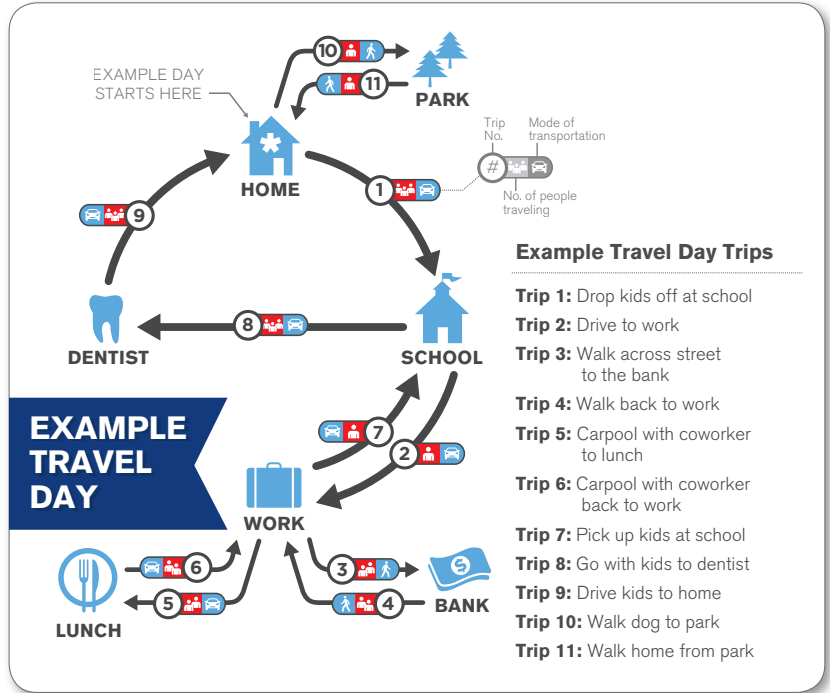 EXAMPLE DAY
STARTS HERE
10
11
PARK
HOME
Trip
No.
Mode of
transportation
#
No. of people
traveling
1
9
Example Travel Day Trips
Trip 1: Drop kids off at school
Trip 2: Drive to work
Trip 3: Walk across street
to the bank
Trip 4: Walk back to work
Trip 5: Carpool with coworker
to lunch
Trip 6: Carpool with coworker
back to work
Trip 7: Pick up kids at school
Trip 8: Go with kids to dentist
Trip 9: Drive kids to home
Trip 10: Walk dog to park
Trip 11: Walk home from park
8
DENTIST
SCHOOL
EXAMPLE
TRAVEL
DAY
7
2
WORK
6
5
LUNCH
3
4
$
BANK